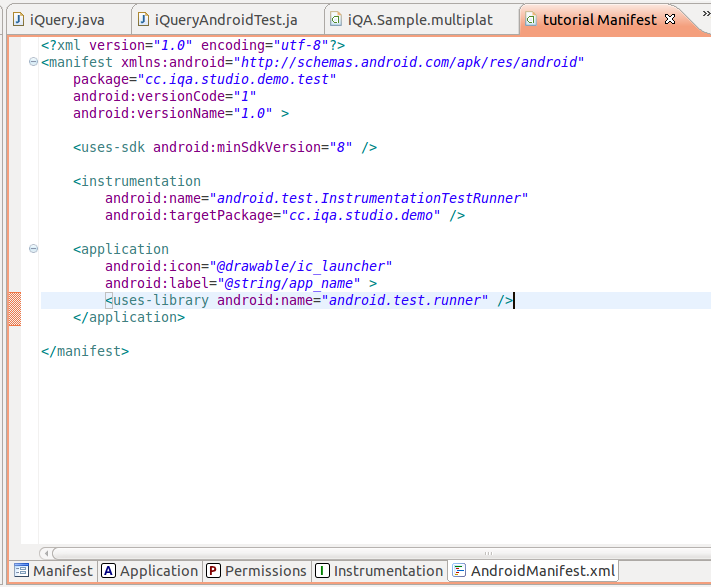 iQuery.java iQueryAndroidTest.ja iQA.Sample.multiplat tutorial Manifest
<?xml version="1.0" encoding="utf-8"?>
<manifest xmlns:android="http://schemas.android.com/apk/res/android"
package="cc.iqa.studio.demo.test"
android:versionCode="1"
android:versionName="1.0" >
<uses-sdk android:minSdkVersion="8" />
<instrumentation
android:name="android.test.InstrumentationTestRunner"
android:targetPackage="cc.iqa.studio.demo" />
<application
android:icon="@drawable/ic_launcher"
android:label="@string/app_name" >
<uses-library android:name="android.test.runner" />
</application>
</manifest>
Manifest A Application P Permissions I Instrumentation AndroidManifest.xml